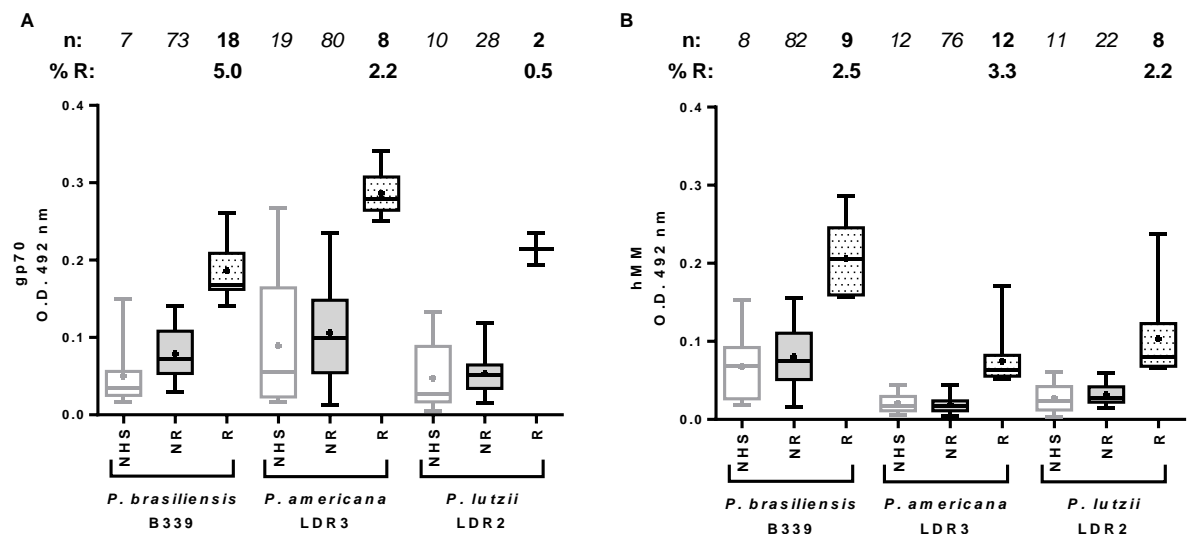 A
n: 7 73 18 19 80 8 10 28 2
% R: 5.0 2.2 0.5
0.4
0.3
0.2
0.1
0.0
gp70
O.D. 492 nm
NHS NR R NHS NR R NHS NR R
P. brasiliensis P. americana P. lutzii
B339 LDR3 LDR2
B
n: 8 82 9 12 76 12 11 22 8
% R: 2.5 3.3 2.2
0.4
0.3
0.2
0.1
0.0
hMM
O.D. 492 nm
NHS NR R NHS NR R NHS NR R
P. brasiliensis P. americana P. lutzii
B339 LDR3 LDR2